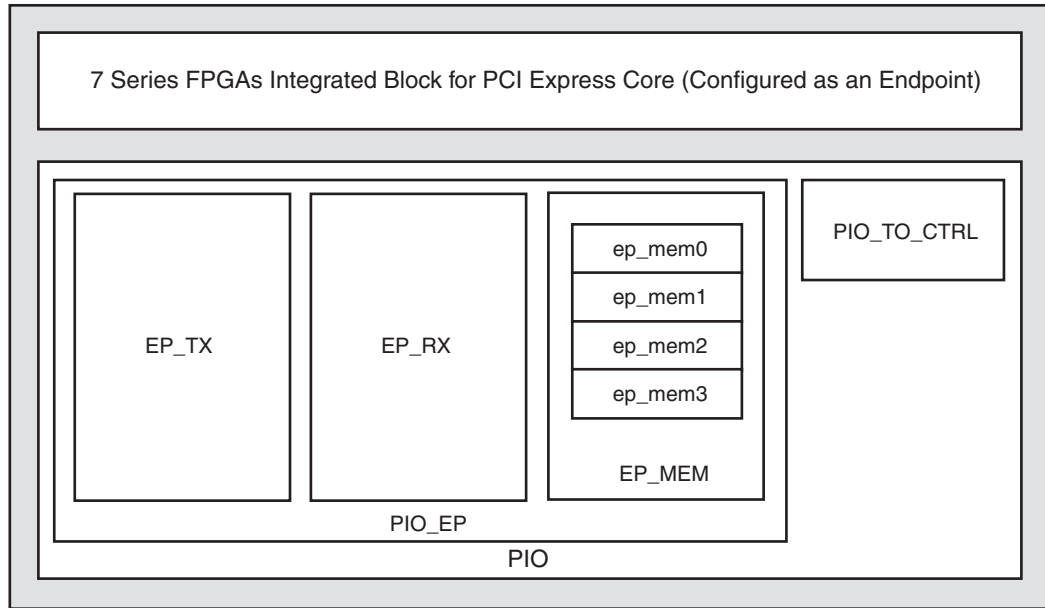 7 Series FPGAs Integrated Block for PCI Express Core (Configured as an Endpoint)
EP_TX
EP_RX
ep_mem0
ep_mem1
ep_mem2
ep_mem3
EP_MEM
PIO_TO_CTRL
PIO_EP
PIO